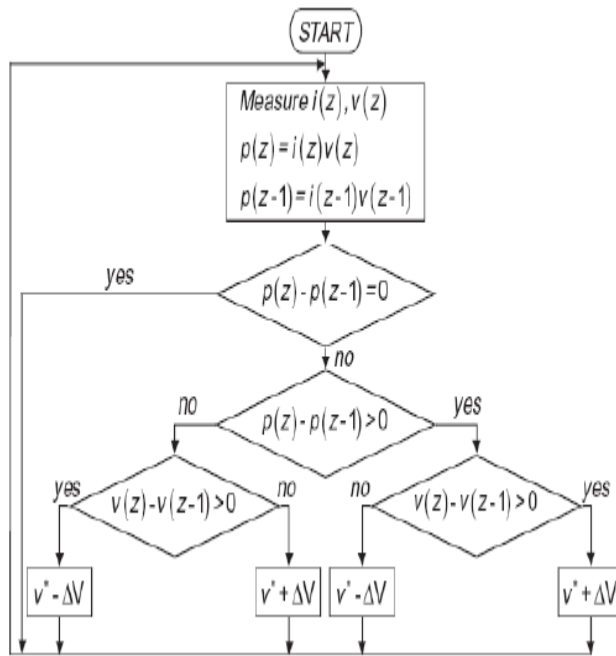 START
Measure i(z), v(z)
p(z)=i(z)v(z)
p(z-1)=i(z-1)v(z-1)
yes
p(z)-p(z-1)=0
no
no
p(z)-p(z-1)>0
yes
yes
v(z)-v(z-1)>0
no
no
v(z)-v(z-1)>0
yes
v*-ΔV
v*+ΔV
v*-ΔV
v*+ΔV